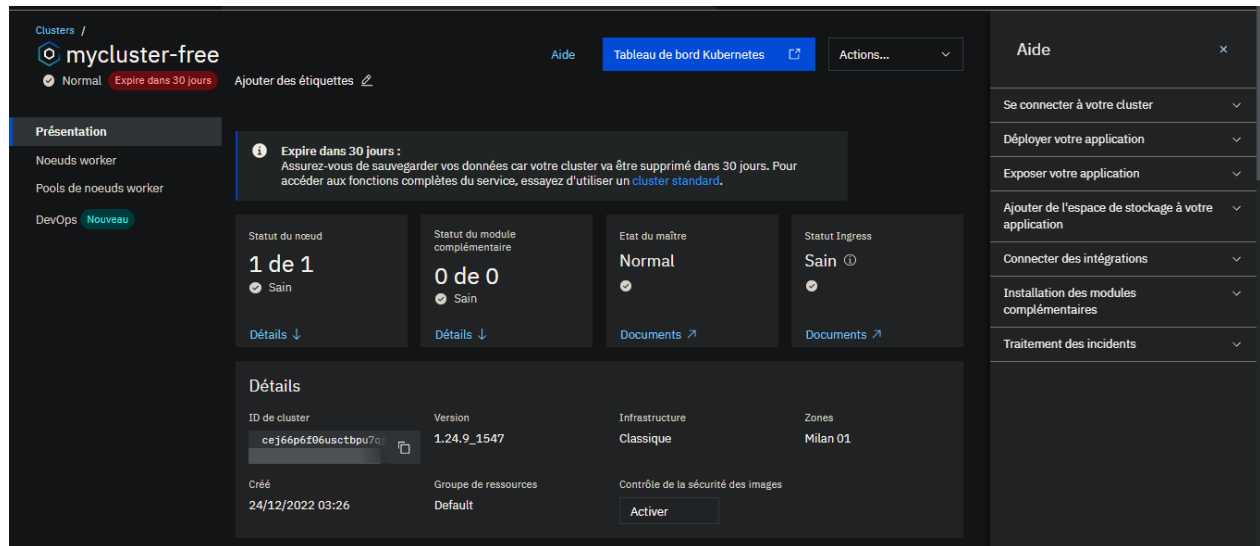 Clusters /
mycluster-free
Normal Expire dans 30 jours Ajouter des étiquettes
Aide Tableau de bord Kubernetes Actions...
Présentation
Noeuds worker
Pools de noeuds worker
DevOps Nouveau
Expire dans 30 jours :
Assurez-vous de sauvegarder vos données car votre cluster va être supprimé dans 30 jours. Pour
accéder aux fonctions complètes du service, essayez d'utiliser un cluster standard.
Statut du nœud
1 de 1
Sain
Détails
Statut du module
complémentaire
0 de 0
Sain
Détails
Etat du maître
Normal
Documents
Statut Ingress
Sain
Documents
Détails
ID de cluster
Version
1.24.9_1547
Infrastructure
Classique
Zones
Milan 01
Créé
24/12/2022 03:26
Groupe de ressources
Default
Contrôle de la sécurité des images
Activer
Aide
Se connecter à votre cluster
Déployer votre application
Exposer votre application
Ajouter de l'espace de stockage à votre
application
Connecter des intégrations
Installation des modules
complémentaires
Traitement des incidents